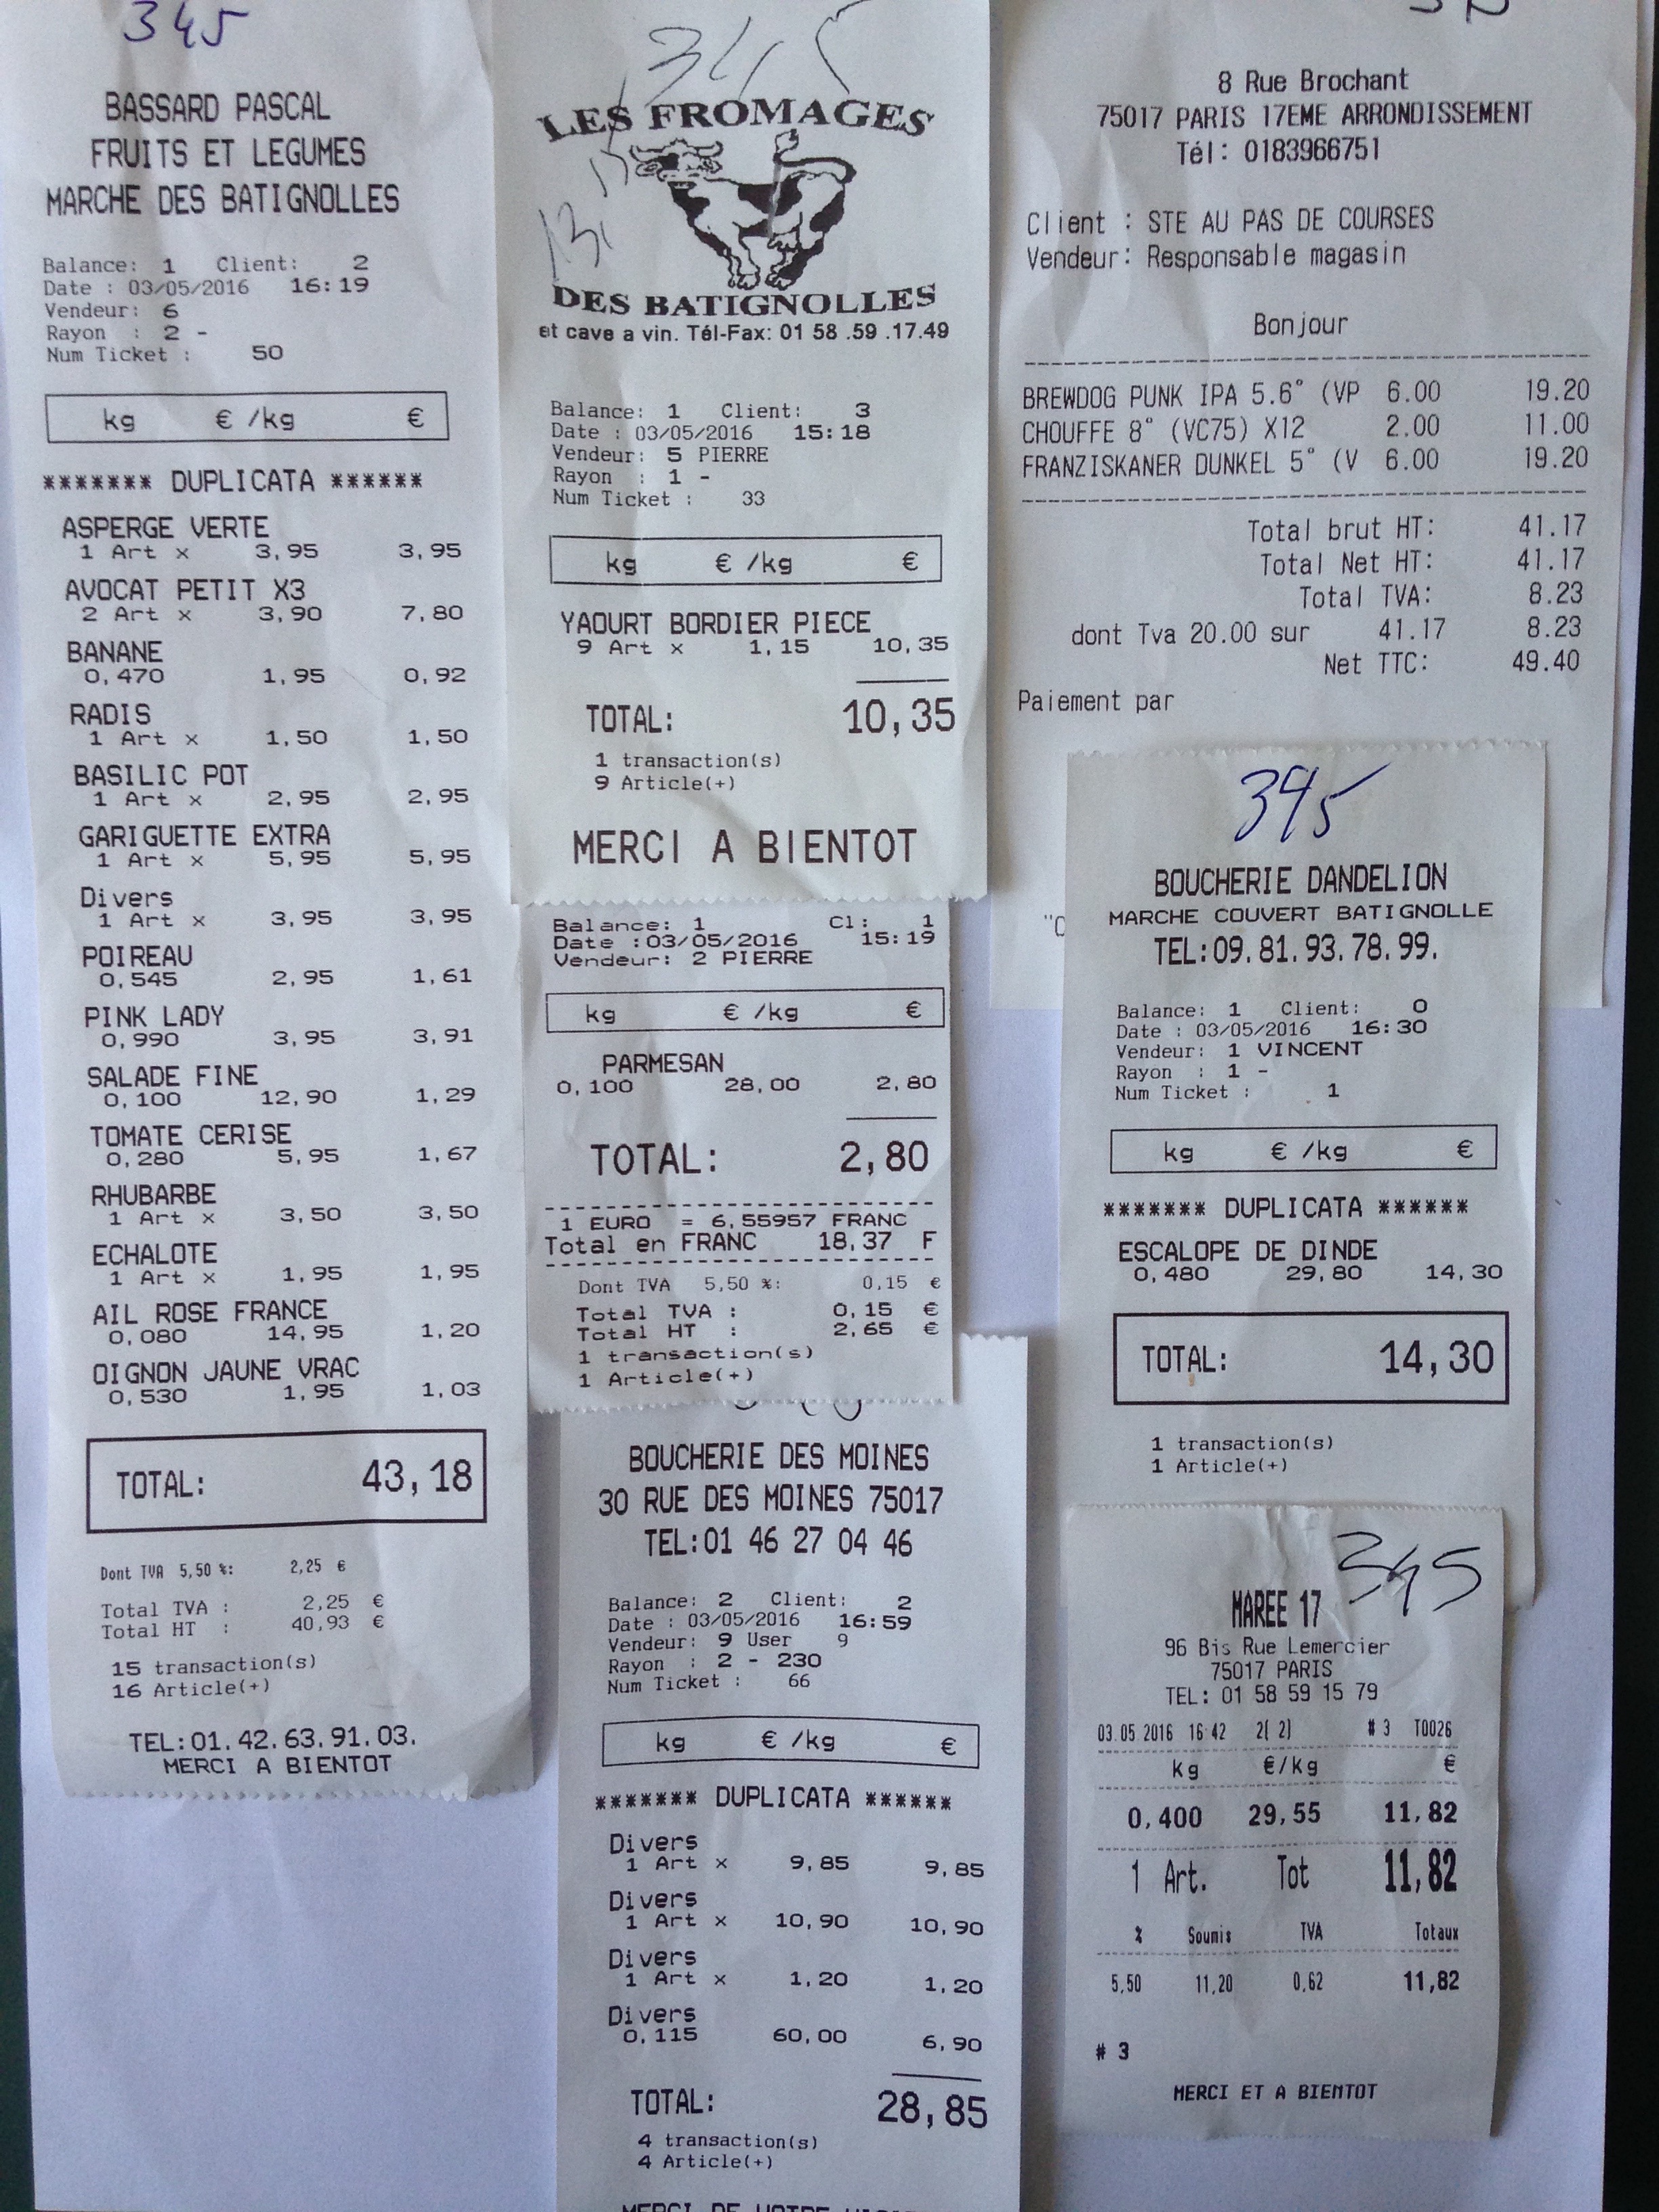 345
BASSARD PASCAL
FRUITS ET LEGUMES
MARCHE DES BATIGNOLLES
Balance: 1 Client: 2
Date : 03/05/2016 16:19
Vendeur: 6
Rayon : 2 -
Num Ticket : 50
kg € /kg €
******* DUPLICATA ******
ASPERGE VERTE
1 Art x 3,95 3,95
AVOCAT PETIT X3
2 Art x 3,90 7,80
BANANE
0,470 1,95 0,92
RADIS
1 Art x 1,50 1,50
BASILIC POT
1 Art x 2,95 2,95
GARIGUETTE EXTRA
1 Art x 5,95 5,95
Divers
1 Art x 3,95 3,95
POIREAU
0,545 2,95 1,61
PINK LADY
0,990 3,95 3,91
SALADE FINE
0,100 12,90 1,29
TOMATE CERISE
0,280 5,95 1,67
RHUBARBE
1 Art x 3,50 3,50
ECHALOTE
1 Art x 1,95 1,95
AIL ROSE FRANCE
0,080 14,95 1,20
OIGNON JAUNE VRAC
0,530 1,95 1,03
TOTAL: 43,18
Dont TVA 5,50 %: 2,25 €
Total TVA : 2,25 €
Total HT : 40,93 €
15 transaction(s)
16 Article(+)
TEL:01.42.63.91.03.
MERCI A BIENTOT
345
LES FROMAGES
DES BATIGNOLLES
et cave a vin. Tél-Fax: 01 58 .59 .17.49
Balance: 1 Client: 3
Date : 03/05/2016 15:18
Vendeur: 5 PIERRE
Rayon : 1 -
Num Ticket : 33
kg € /kg €
YAOURT BORDIER PIECE
9 Art x 1,15 10,35
TOTAL: 10,35
1 transaction(s)
9 Article(+)
MERCI A BIENTOT
Balance: 1 Cl: 1
Date :03/05/2016 15:19
Vendeur: 2 PIERRE
kg € /kg €
PARMESAN
0,100 28,00 2,80
TOTAL: 2,80
1 EURO = 6,55957 FRANC
Total en FRANC 18,37 F
Dont TVA 5,50 %: 0,15 €
Total TVA : 0,15 €
Total HT : 2,65 €
1 transaction(s)
1 Article(+)
BOUCHERIE DES MOINES
30 RUE DES MOINES 75017
TEL:01 46 27 04 46
Balance: 2 Client: 2
Date : 03/05/2016 16:59
Vendeur: 9 User 9
Rayon : 2 - 230
Num Ticket : 66
kg € /kg €
******* DUPLICATA ******
Divers
1 Art x 9,85 9,85
Divers
1 Art x 10,90 10,90
Divers
1 Art x 1,20 1,20
Divers
0,115 60,00 6,90
TOTAL: 28,85
4 transaction(s)
4 Article(+)
MERCI DE VOTRE
8 Rue Brochant
75017 PARIS 17EME ARRONDISSEMENT
Tél: 0183966751
Client : STE AU PAS DE COURSES
Vendeur: Responsable magasin
Bonjour
BREWDOG PUNK IPA 5.6° (VP 6.00 19.20
CHOUFFE 8° (VC75) X12 2.00 11.00
FRANZISKANER DUNKEL 5° (V 6.00 19.20
Total brut HT: 41.17
Total Net HT: 41.17
Total TVA: 8.23
dont Tva 20.00 sur 41.17 8.23
Net TTC: 49.40
Paiement par
345
BOUCHERIE DANDELION
MARCHE COUVERT BATIGNOLLE
TEL:09.81.93.78.99.
Balance: 1 Client: 0
Date : 03/05/2016 16:30
Vendeur: 1 VINCENT
Rayon : 1 -
Num Ticket : 1
kg € /kg €
******* DUPLICATA ******
ESCALOPE DE DINDE
0,480 29,80 14,30
TOTAL: 14,30
1 transaction(s)
1 Article(+)
345
MAREE 17
96 Bis Rue Lemercier
75017 PARIS
TEL: 01 58 59 15 79
03.05.2016 16:42 2( 2) # 3 T0026
kg €/kg €
0,400 29,55 11,82
1 Art. Tot 11,82
% Soumis TVA Totaux
5,50 11,20 0,62 11,82
# 3
MERCI ET A BIENTOT